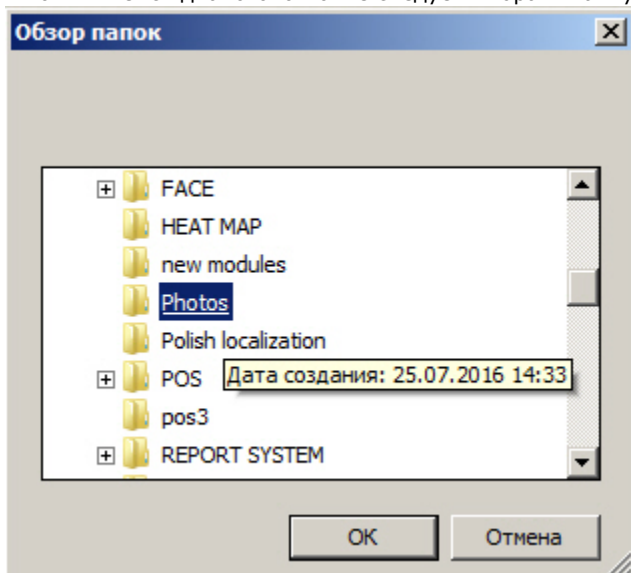 Обзор папок
FACE
HEAT MAP
new modules
Photos
Polish localization
POS
Дата создания: 25.07.2016 14:33
pos3
REPORT SYSTEM
OK
Отмена